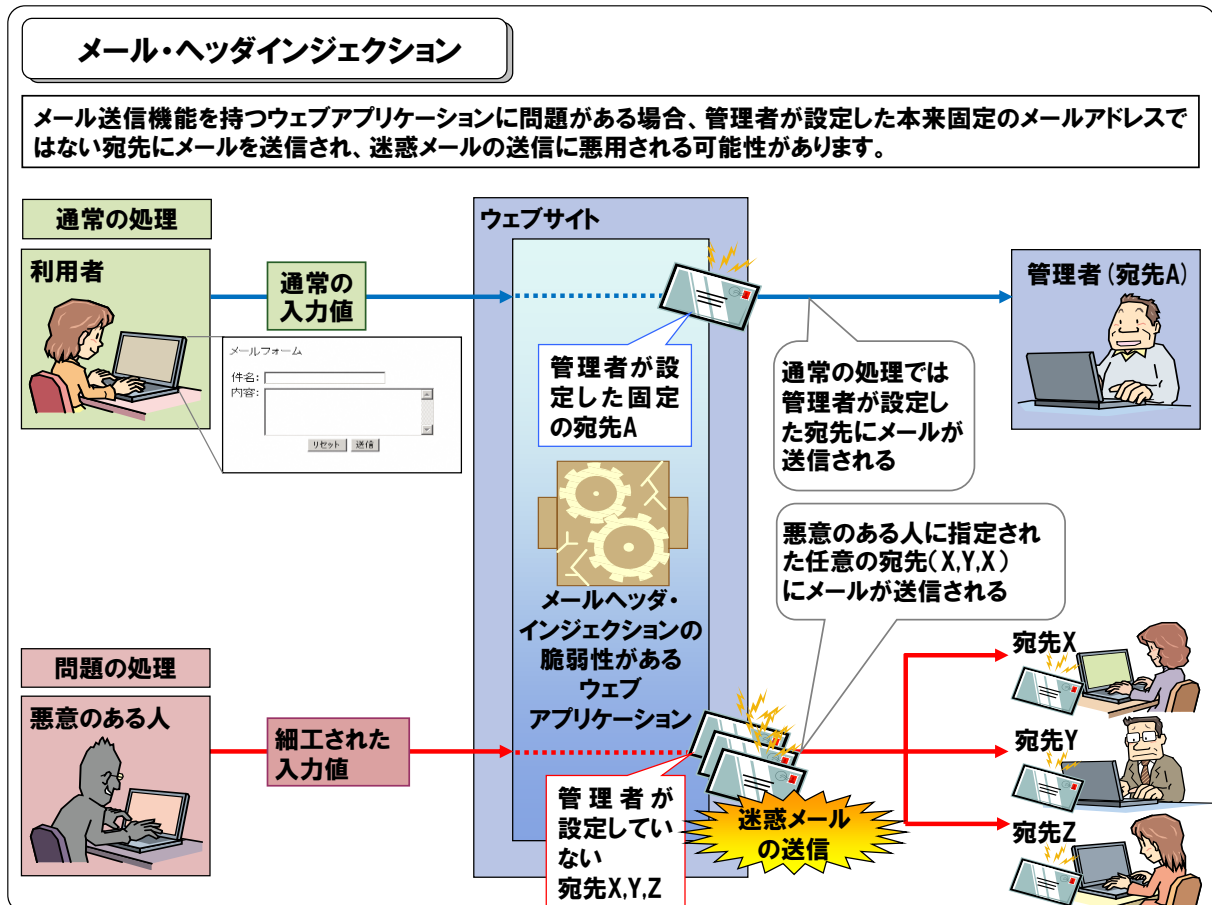 メール・ヘッダインジェクション
メール送信機能を持つウェブアプリケーションに問題がある場合、管理者が設定した本来固定のメールアドレスで
はない宛先にメールを送信され、迷惑メールの送信に悪用される可能性があります。
通常の処理
利用者
通常の
入力値
メールフォーム
件名:
内容:
リセット 送信
ウェブサイト
管理者が設
定した固定
の宛先A
管理者(宛先A)
通常の処理では
管理者が設定し
た宛先にメールが
送信される
メールヘッダ・
インジェクションの
脆弱性がある
ウェブ
アプリケーション
悪意のある人に指定され
た任意の宛先(X,Y,X)
にメールが送信される
問題の処理
悪意のある人
細工された
入力値
管理者が
設定してい
ない
宛先X,Y,Z
迷惑メール
の送信
宛先X
宛先Y
宛先Z